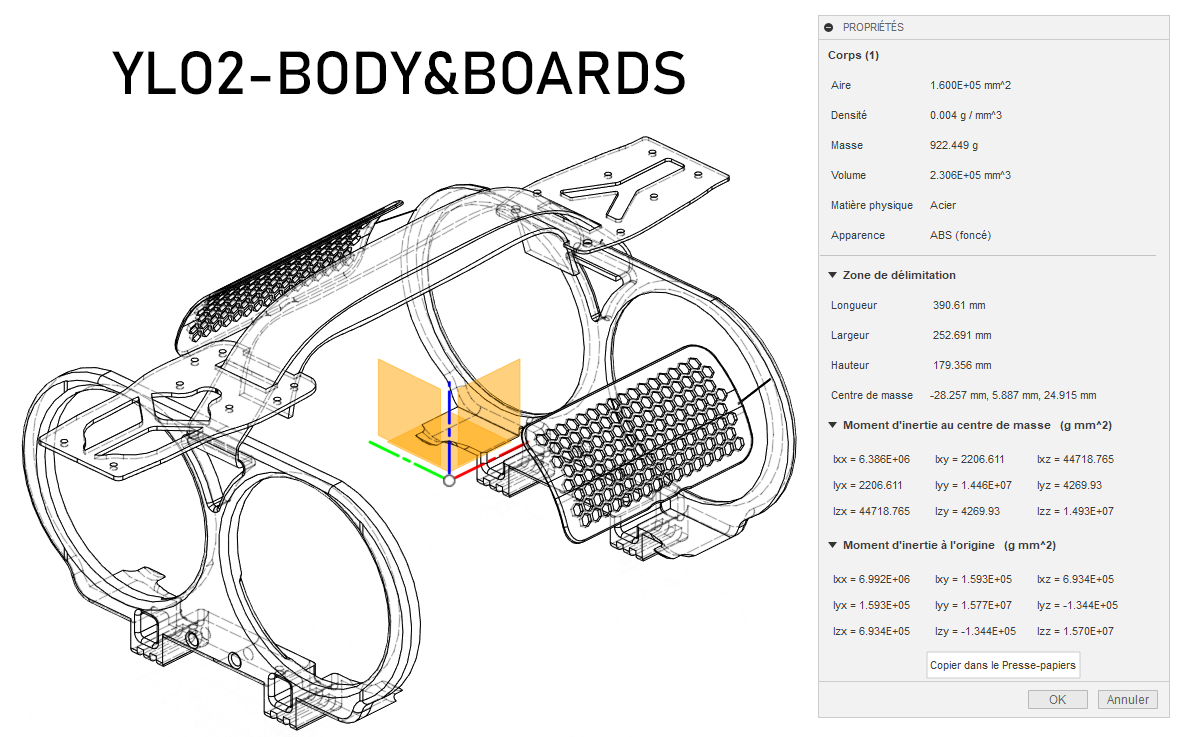 YLO2-BODY&BOARDS
PROPRIÉTÉS
Corps (1)
Aire 1.600E+05 mm^2
Densité 0.004 g / mm^3
Masse 922.449 g
Volume 2.306E+05 mm^3
Matière physique Acier
Apparence ABS (foncé)
Zone de délimitation
Longueur 390.61 mm
Largeur 252.691 mm
Hauteur 179.356 mm
Centre de masse -28.257 mm, 5.887 mm, 24.915 mm
Moment d'inertie au centre de masse (g mm^2)
Ixx = 6.386E+06 Ixy = 2206.611 Ixz = 44718.765
Iyx = 2206.611 Iyy = 1.446E+07 Iyz = 4269.93
Izx = 44718.765 Izy = 4269.93 Izz = 1.493E+07
Moment d'inertie à l'origine (g mm^2)
Ixx = 6.992E+06 Ixy = 1.593E+05 Ixz = 6.934E+05
Iyx = 1.593E+05 Iyy = 1.577E+07 Iyz = -1.344E+05
Izx = 6.934E+05 Izy = -1.344E+05 Izz = 1.570E+07
Copier dans le Presse-papiers
OK Annuler